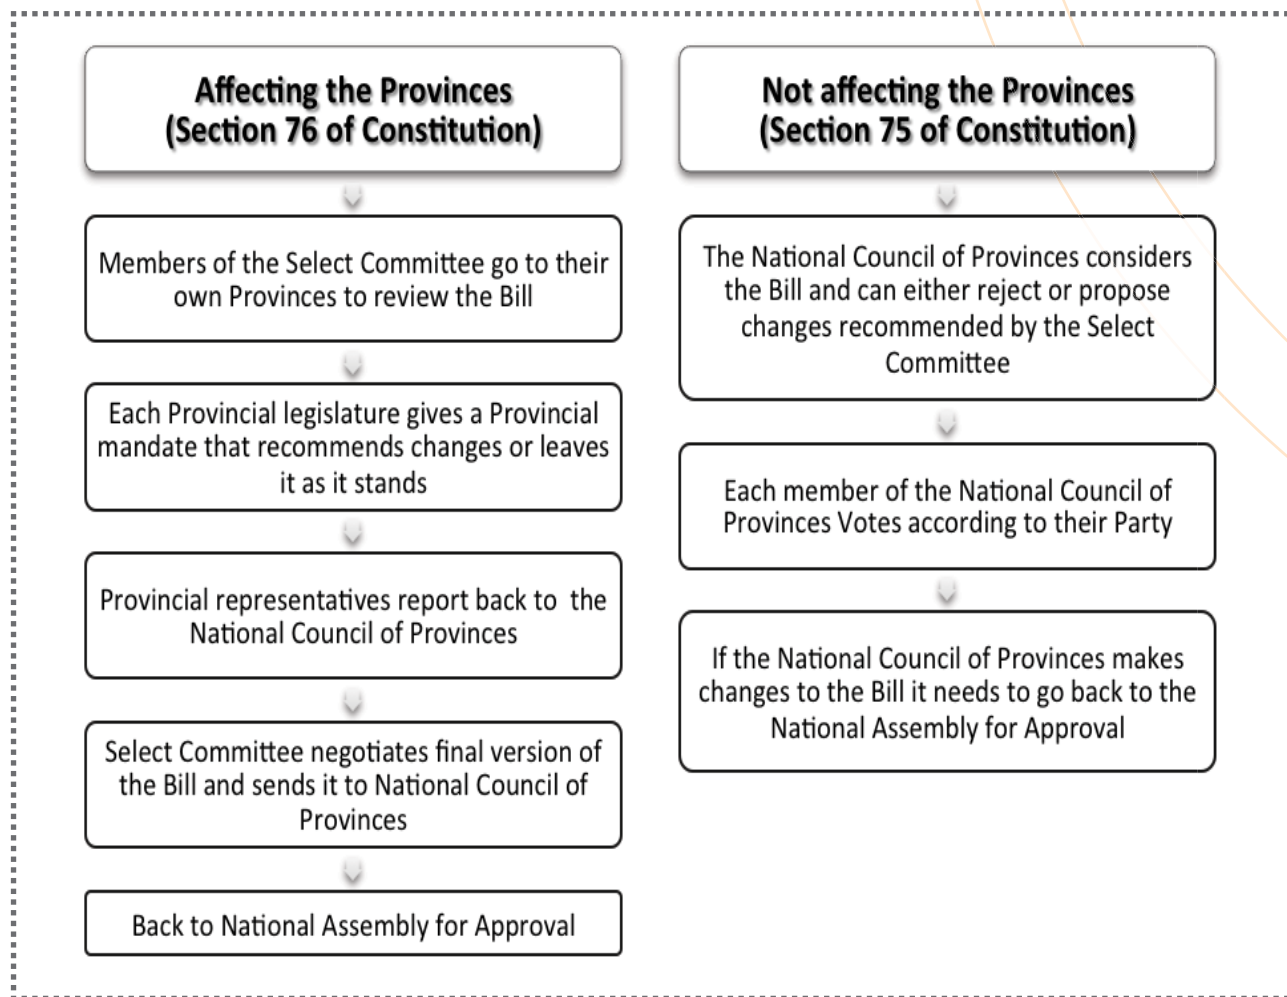 Affecting the Provinces
(Section 76 of Constitution)
Members of the Select Committee go to their
own Provinces to review the Bill
Each Provincial legislature gives a Provincial
mandate that recommends changes or leaves
it as it stands
Provincial representatives report back to  the
National Council of Provinces
Select Committee negotiates final version of
the Bill and sends it to National Council of
Provinces
Back to National Assembly for Approval
Not affecting the Provinces
(Section 75 of Constitution)
The National Council of Provinces considers
the Bill and can either reject or propose
changes recommended by the Select
Committee
Each member of the National Council of
Provinces Votes according to their Party
If the National Council of Provinces makes
changes to the Bill it needs to go back to the
National Assembly for Approval